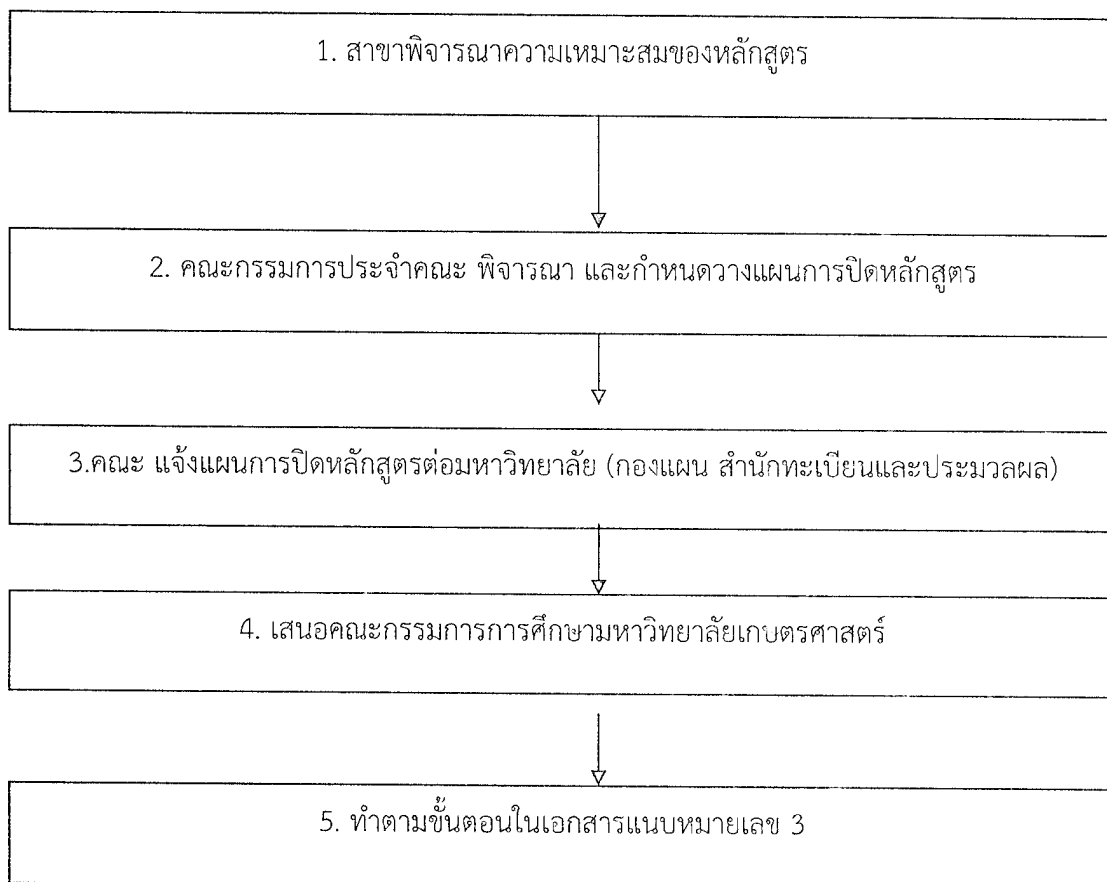 1. สาขาพิจารณาความเหมาะสมของหลักสูตร
2. คณะกรรมการประจำคณะ พิจารณา และกำหนดวางแผนการปิดหลักสูตร
3.คณะ แจ้งแผนการปิดหลักสูตรต่อมหาวิทยาลัย (กองแผน สำนักทะเบียนและประมวลผล)
4. เสนอคณะกรรมการการศึกษามหาวิทยาลัยเกษตรศาสตร์
5. ทำตามขั้นตอนในเอกสารแนบหมายเลข 3